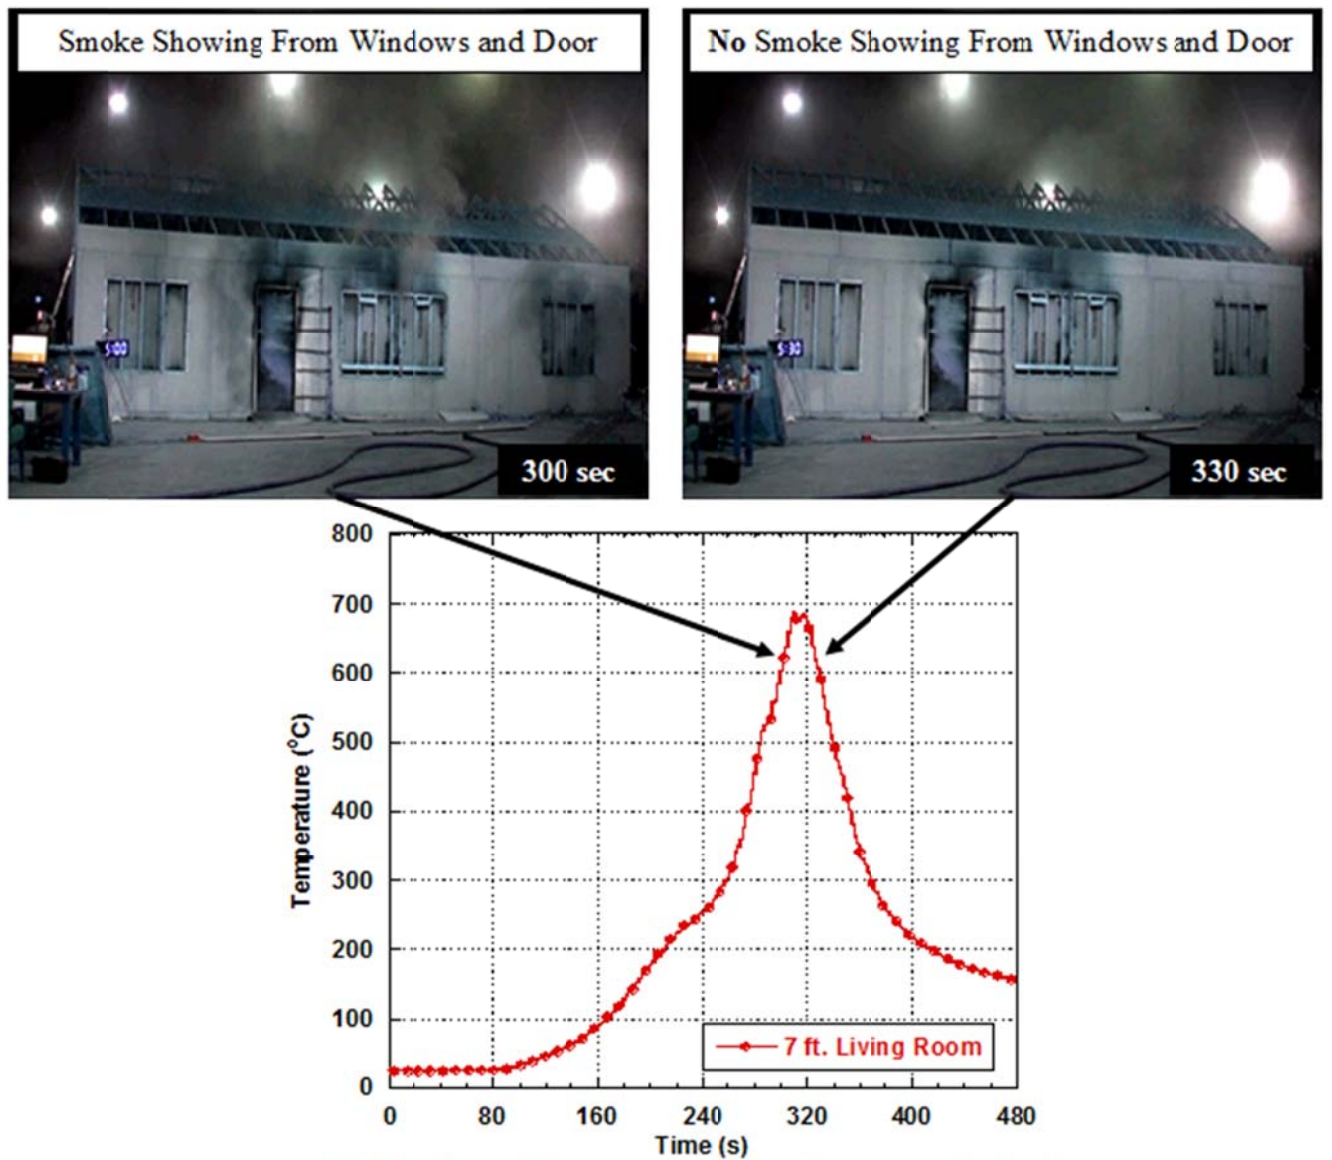 Smoke Showing From Windows and Door
No Smoke Showing From Windows and Door
5:00
5:30
300 sec
330 sec
800
700
600
500
400
300
200
100
0
Temperature (⁰C)
7 ft. Living Room
0 80 160 240 320 400 480
Time (s)